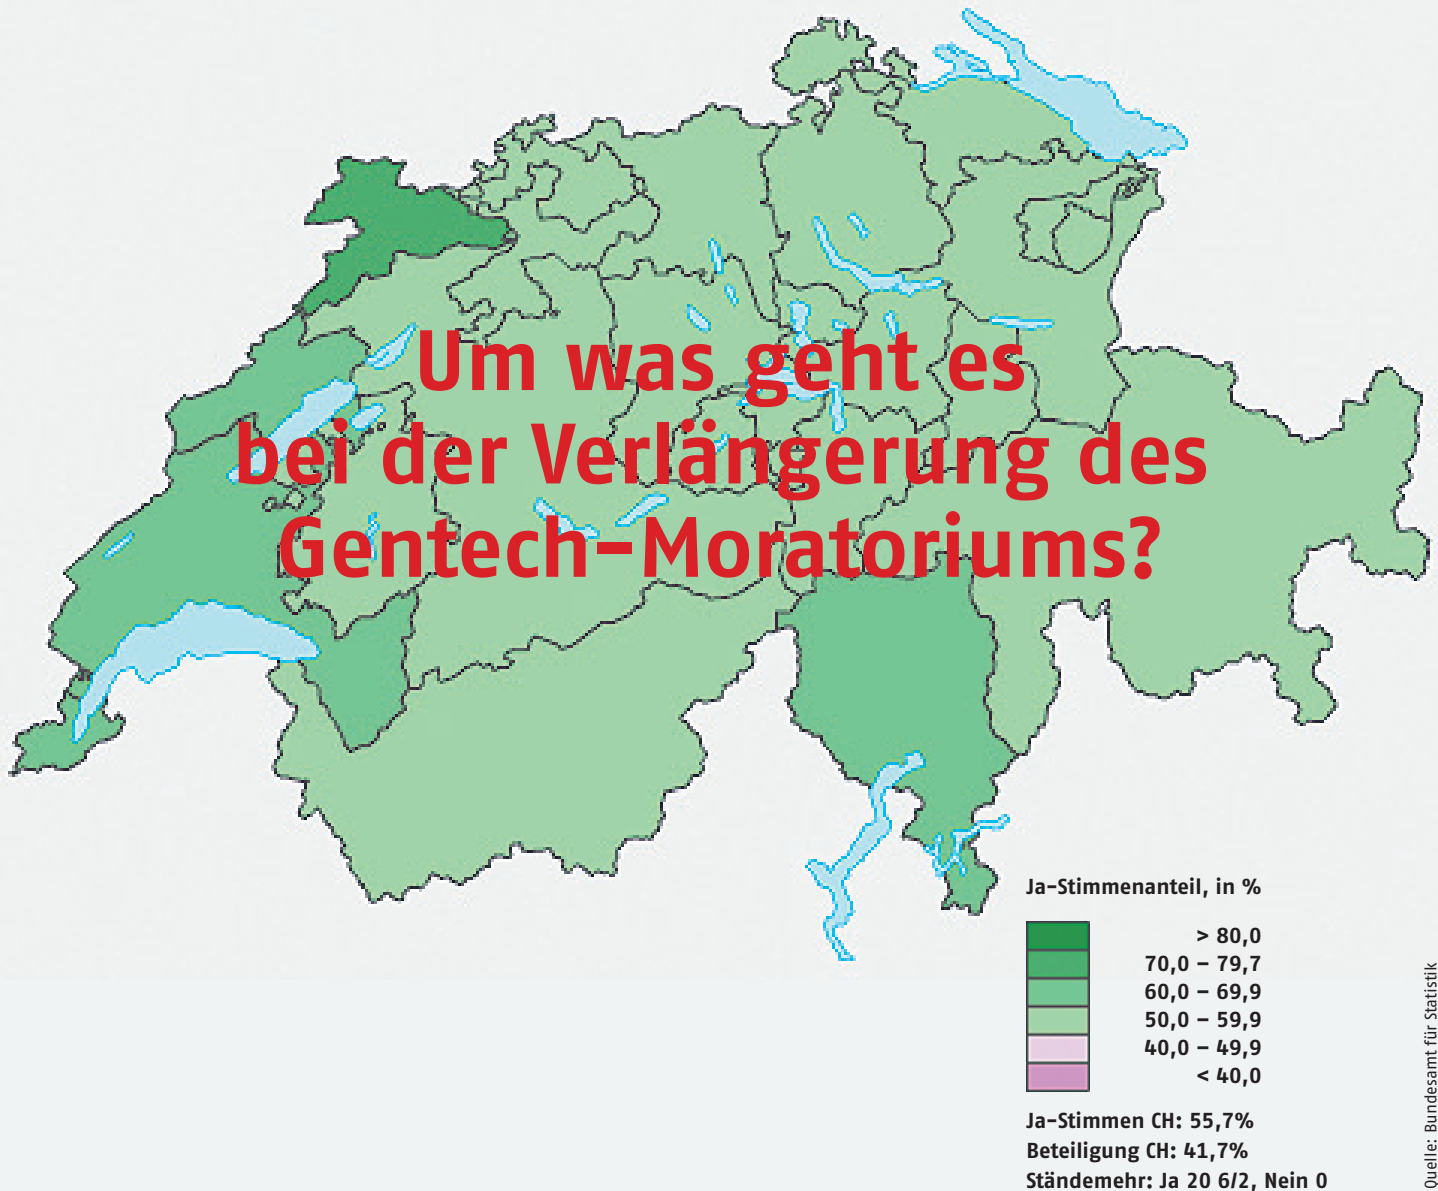 Um was geht es
bei der Verlängerung des
Gentech-Moratoriums?
Ja-Stimmenanteil, in %
> 80,0
70,0 – 79,7
60,0 – 69,9
50,0 – 59,9
40,0 – 49,9
< 40,0
Ja-Stimmen CH: 55,7%
Beteiligung CH: 41,7%
Ständemehr: Ja 20 6/2, Nein 0
Quelle: Bundesamt für Statistik